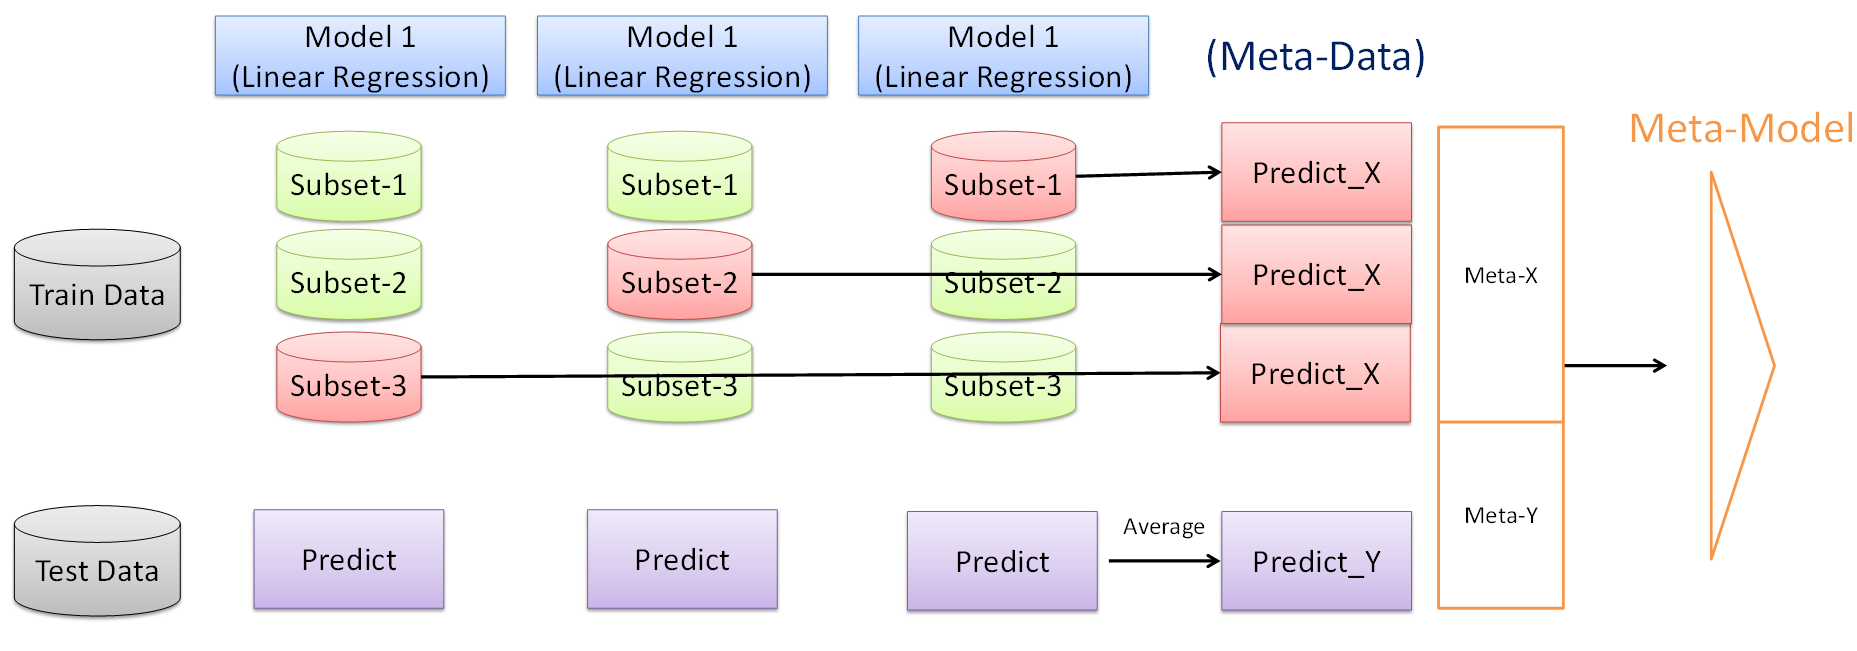 Model 1
(Linear Regression)
Model 1
(Linear Regression)
Model 1
(Linear Regression)
(Meta-Data)
Meta-Model
Train Data
Subset-1
Subset-1
Subset-1
Predict_X
Subset-2
Subset-2
Subset-2
Predict_X
Meta-X
Subset-3
Subset-3
Subset-3
Predict_X
Test Data
Predict
Predict
Predict
Average
Predict_Y
Meta-Y